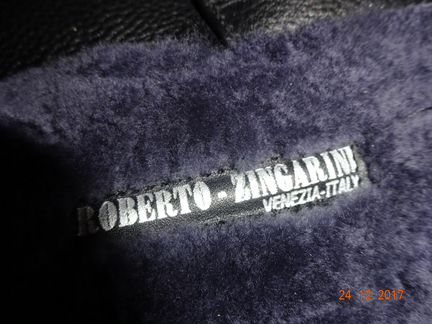 ROBERTO · ZINGARINI
VENEZIA-ITALY
24 12 2017